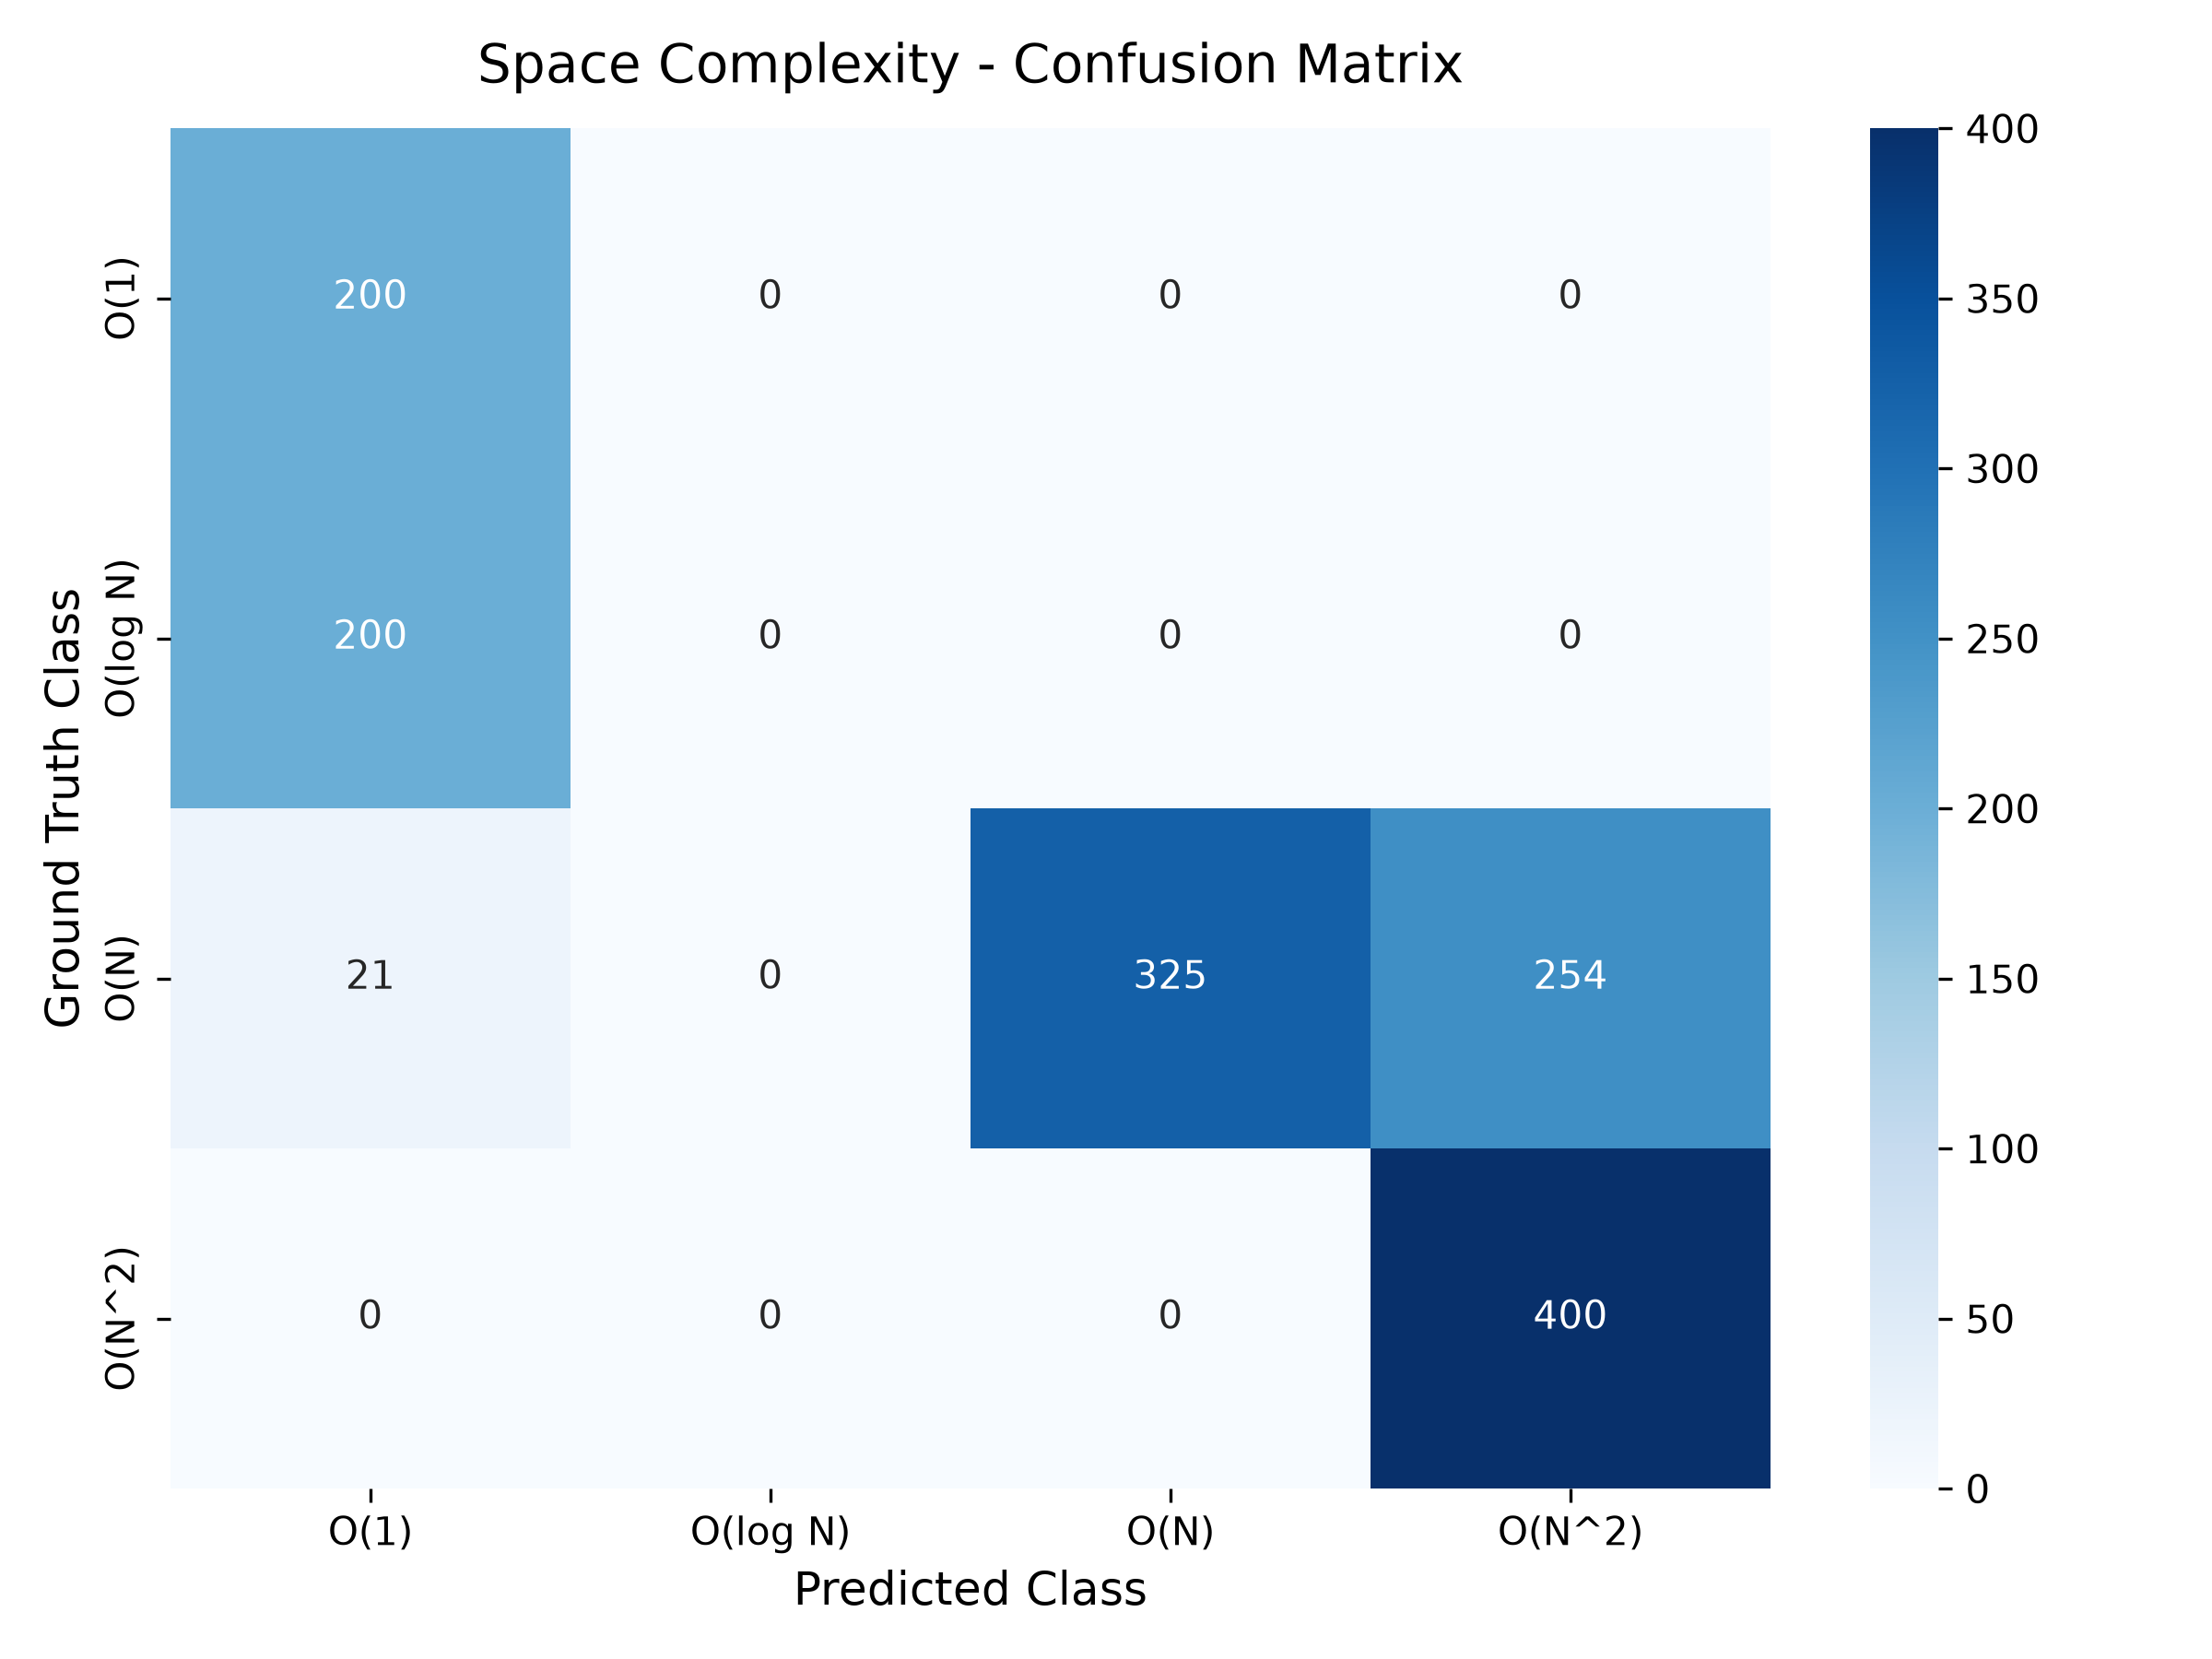 Space Complexity - Confusion Matrix
Ground Truth Class
O(1)
200 0 0 0
O(log N)
200 0 0 0
O(N)
21 0 325 254
O(N^2)
0 0 0 400
O(1) O(log N) O(N) O(N^2)
Predicted Class
400
350
300
250
200
150
100
50
0